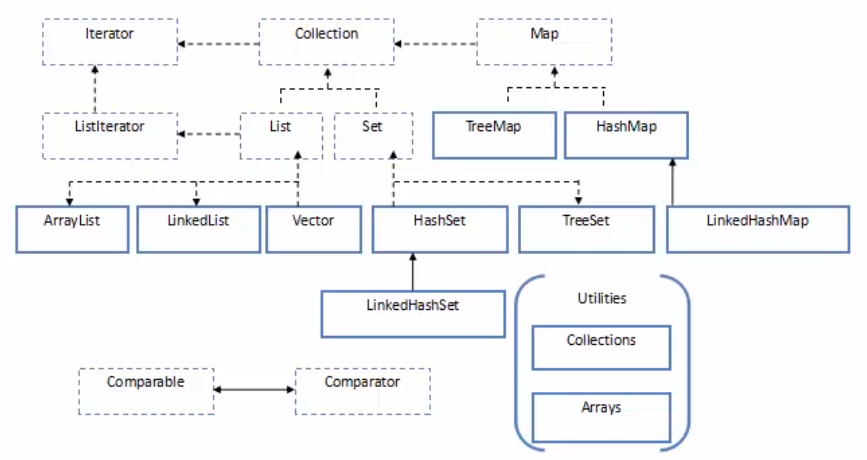 Iterator
Collection
Map
ListIterator
List
Set
TreeMap
HashMap
ArrayList
LinkedList
Vector
HashSet
TreeSet
LinkedHashMap
LinkedHashSet
Utilities
Collections
Comparable
Comparator
Arrays